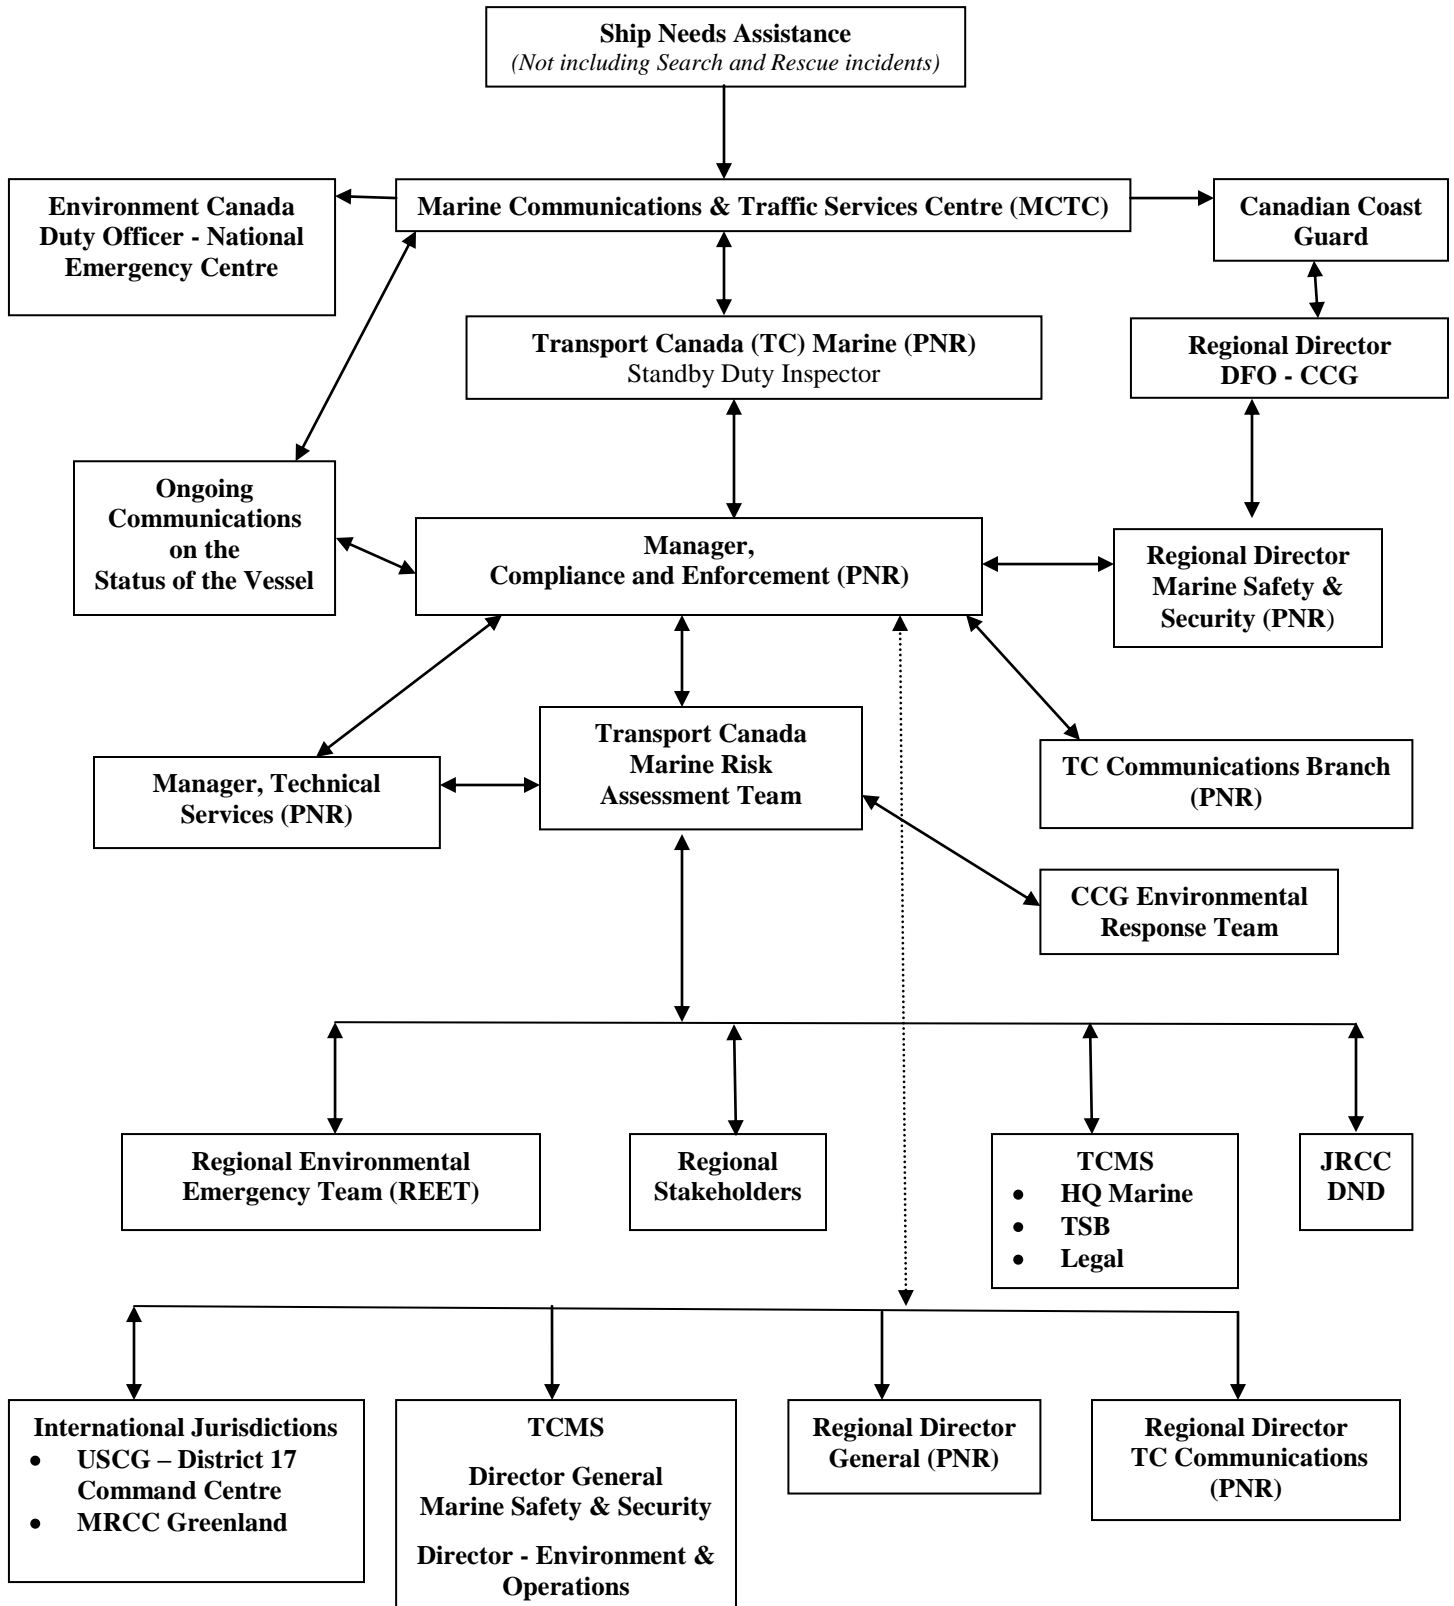 Ship Needs Assistance
(Not including Search and Rescue incidents)
Environment Canada
Duty Officer - National
Emergency Centre
Marine Communications & Traffic Services Centre (MCTC)
Canadian Coast
Guard
Transport Canada (TC) Marine (PNR)
Standby Duty Inspector
Regional Director
DFO - CCG
Ongoing
Communications
on the
Status of the Vessel
Manager,
Compliance and Enforcement (PNR)
Regional Director
Marine Safety &
Security (PNR)
Manager, Technical
Services (PNR)
Transport Canada
Marine Risk
Assessment Team
TC Communications Branch
(PNR)
CCG Environmental
Response Team
Regional Environmental
Emergency Team (REET)
Regional
Stakeholders
TCMS
• HQ Marine
• TSB
• Legal
JRCC
DND
International Jurisdictions
• USCG – District 17
Command Centre
• MRCC Greenland
TCMS
Director General
Marine Safety & Security
Director - Environment &
Operations
Regional Director
General (PNR)
Regional Director
TC Communications
(PNR)